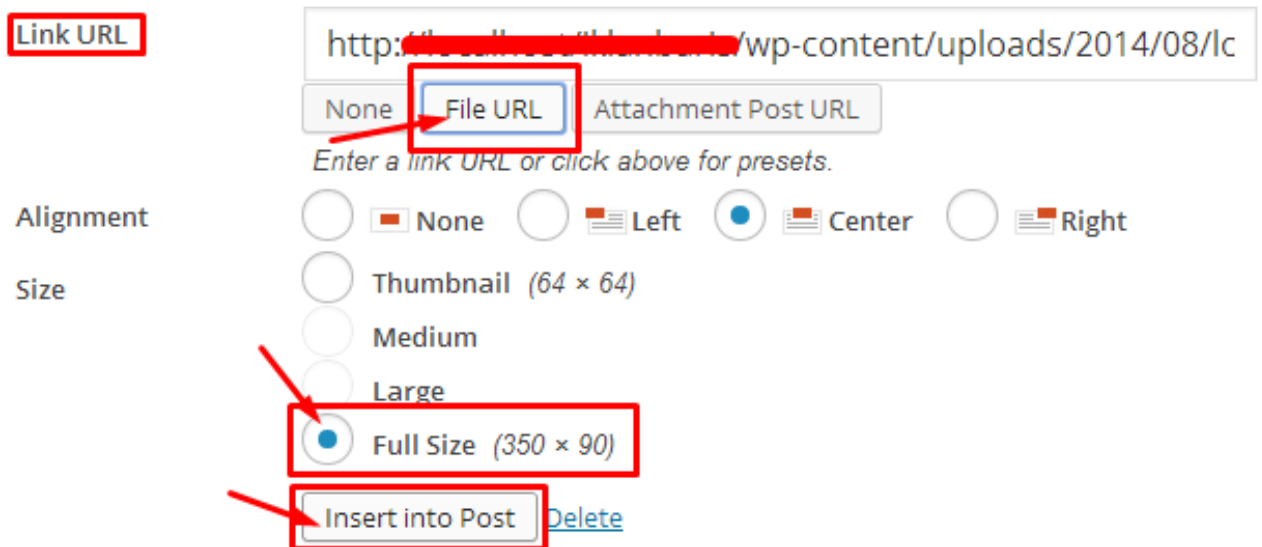 Link URL
http:/wp-content/uploads/2014/08/lc
None File URL Attachment Post URL
Enter a link URL or click above for presets.
Alignment None Left Center Right
Size Thumbnail (64 × 64)
Medium
Large
Full Size (350 × 90)
Insert into Post Delete